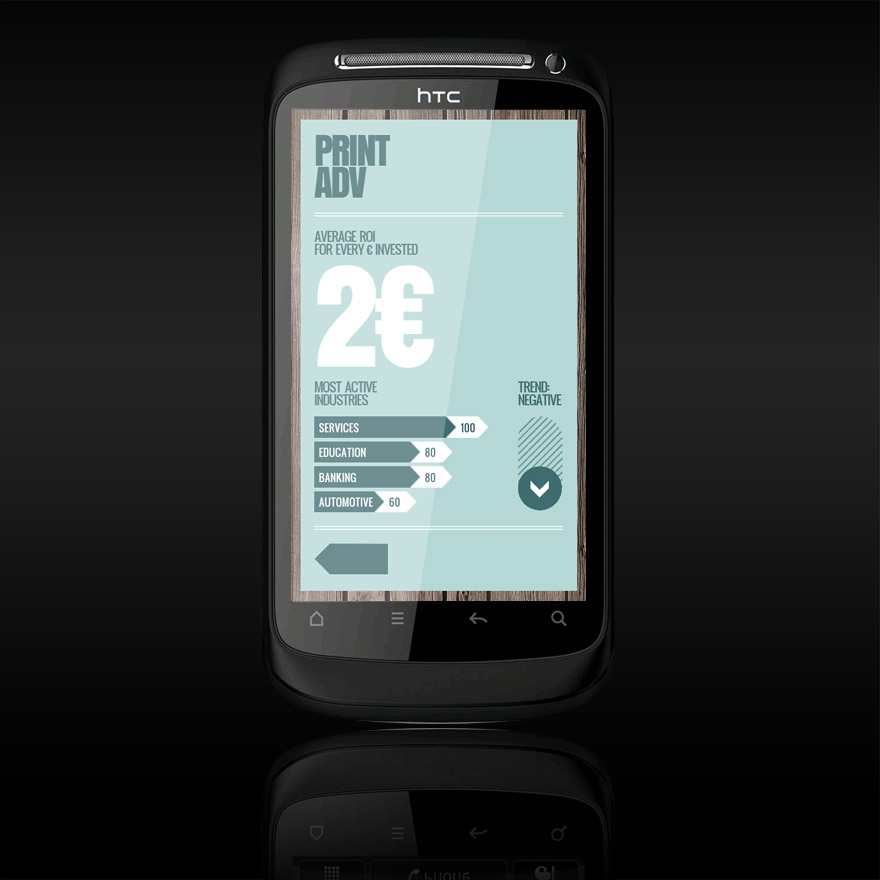 hTC
PRINT
ADV
AVERAGE ROI
FOR EVERY € INVESTED
2€
MOST ACTIVE
INDUSTRIES
TREND:
NEGATIVE
SERVICES 100
EDUCATION 80
BANKING 80
AUTOMOTIVE 60
Phone